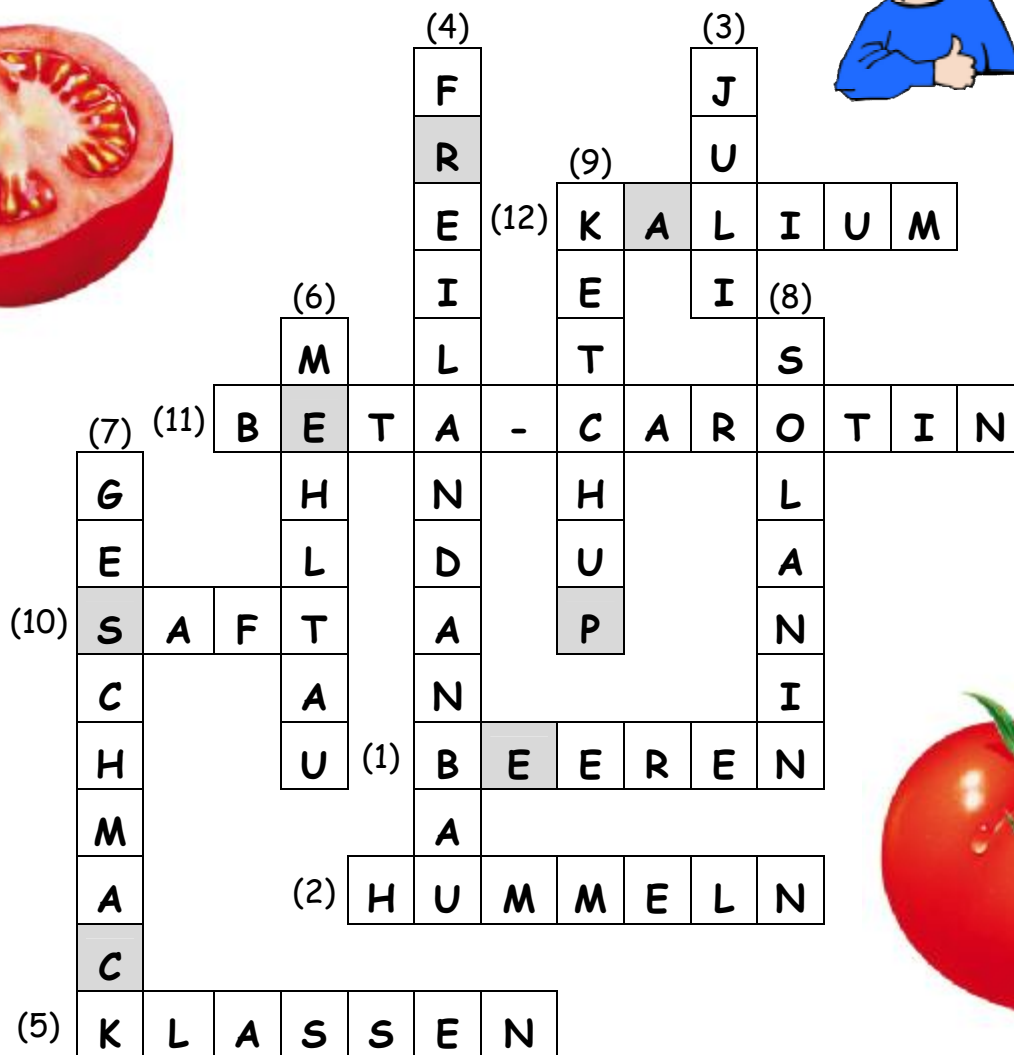 (4) (3)
F J
R U
(9)
E (12) K A L I U M
I E I
(6) (8)
M L T S
(7) (11) B E T A - C A R O T I N
G H N H L
E L D U A
(10) S A F T A P N
C A N I
H U (1) B E E R E N
M A
A (2) H U M M E L N
C
(5) K L A S S E N